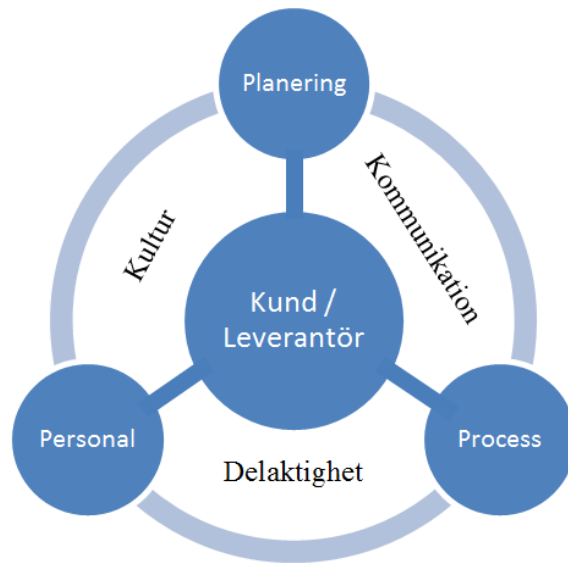 Planering
Kultur
Kommunikation
Kund /
Leverantör
Personal
Process
Delaktighet